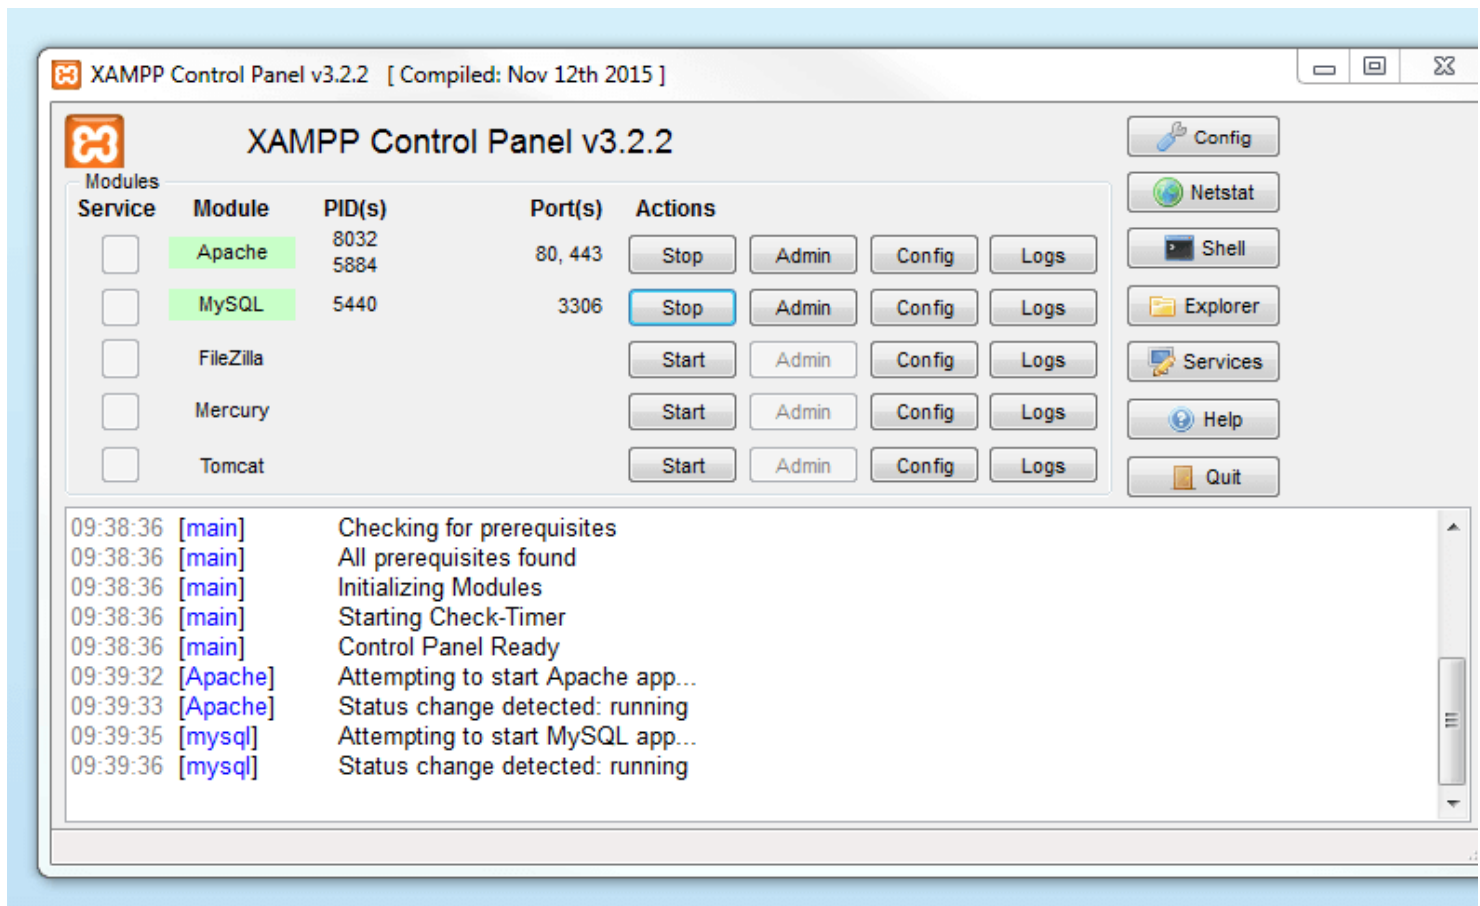 XAMPP Control Panel v3.2.2 [ Compiled: Nov 12th 2015 ]
XAMPP Control Panel v3.2.2
Config
Modules
Service Module PID(s) Port(s) Actions
Netstat
Apache 8032 5884 80, 443 Stop Admin Config Logs
Shell
MySQL 5440 3306 Stop Admin Config Logs
Explorer
FileZilla Start Admin Config Logs
Services
Mercury Start Admin Config Logs
Help
Tomcat Start Admin Config Logs
Quit
09:38:36 [main] Checking for prerequisites
09:38:36 [main] All prerequisites found
09:38:36 [main] Initializing Modules
09:38:36 [main] Starting Check-Timer
09:38:36 [main] Control Panel Ready
09:39:32 [Apache] Attempting to start Apache app...
09:39:33 [Apache] Status change detected: running
09:39:35 [mysql] Attempting to start MySQL app...
09:39:36 [mysql] Status change detected: running